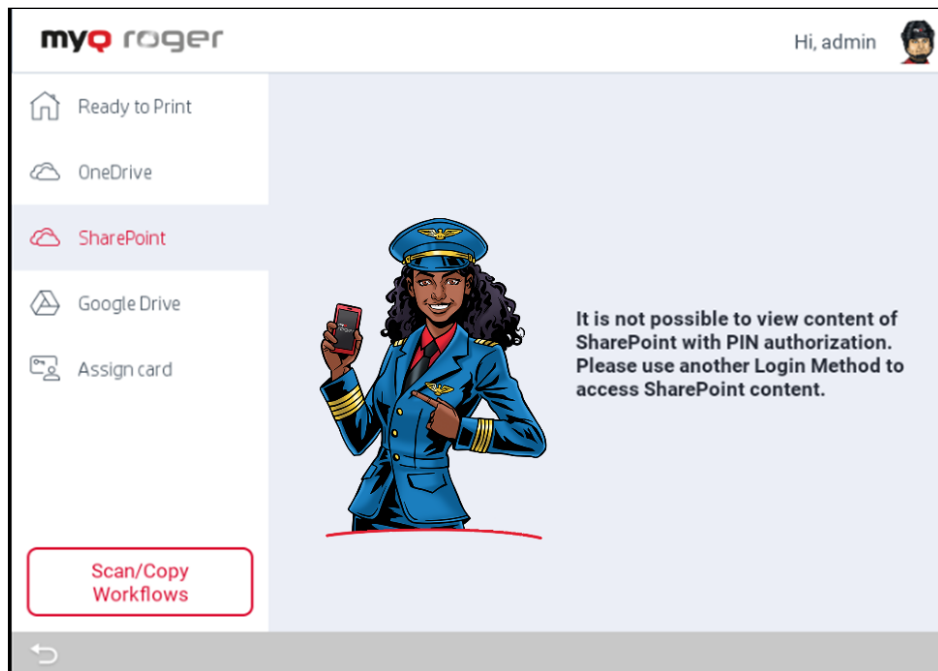 myQ roger
Hi, admin
Ready to Print
OneDrive
SharePoint
Google Drive
Assign card
It is not possible to view content of
SharePoint with PIN authorization.
Please use another Login Method to
access SharePoint content.
Scan/Copy
Workflows